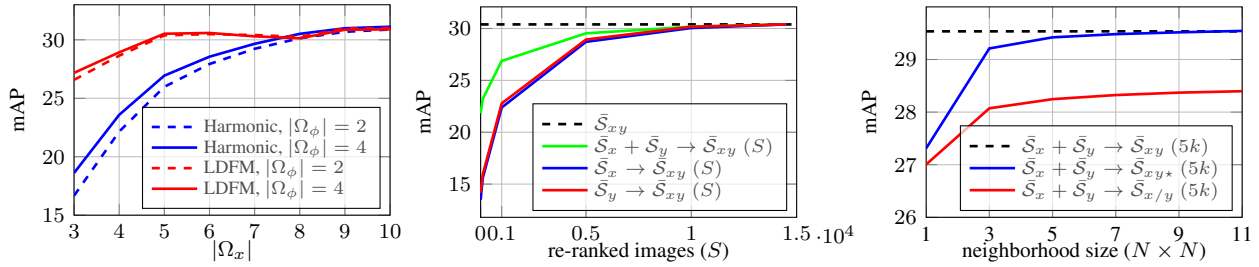 mAP
30
25
20
15
Harmonic, |Ω_ϕ| = 2
Harmonic, |Ω_ϕ| = 4
LDFM, |Ω_ϕ| = 2
LDFM, |Ω_ϕ| = 4
3 4 5 6 7 8 9 10
|Ω_x|
mAP
30
25
20
15
S̄_xy
S̄_x + S̄_y → S̄_xy (S)
S̄_x → S̄_xy (S)
S̄_y → S̄_xy (S)
0 0.1 0.5 1 1.5 ·10^4
re-ranked images (S)
mAP
29
28
27
26
S̄_x + S̄_y → S̄_xy (5k)
S̄_x + S̄_y → S̄_xy⋆ (5k)
S̄_x + S̄_y → S̄_x/y (5k)
1 3 5 7 9 11
neighborhood size (N × N)